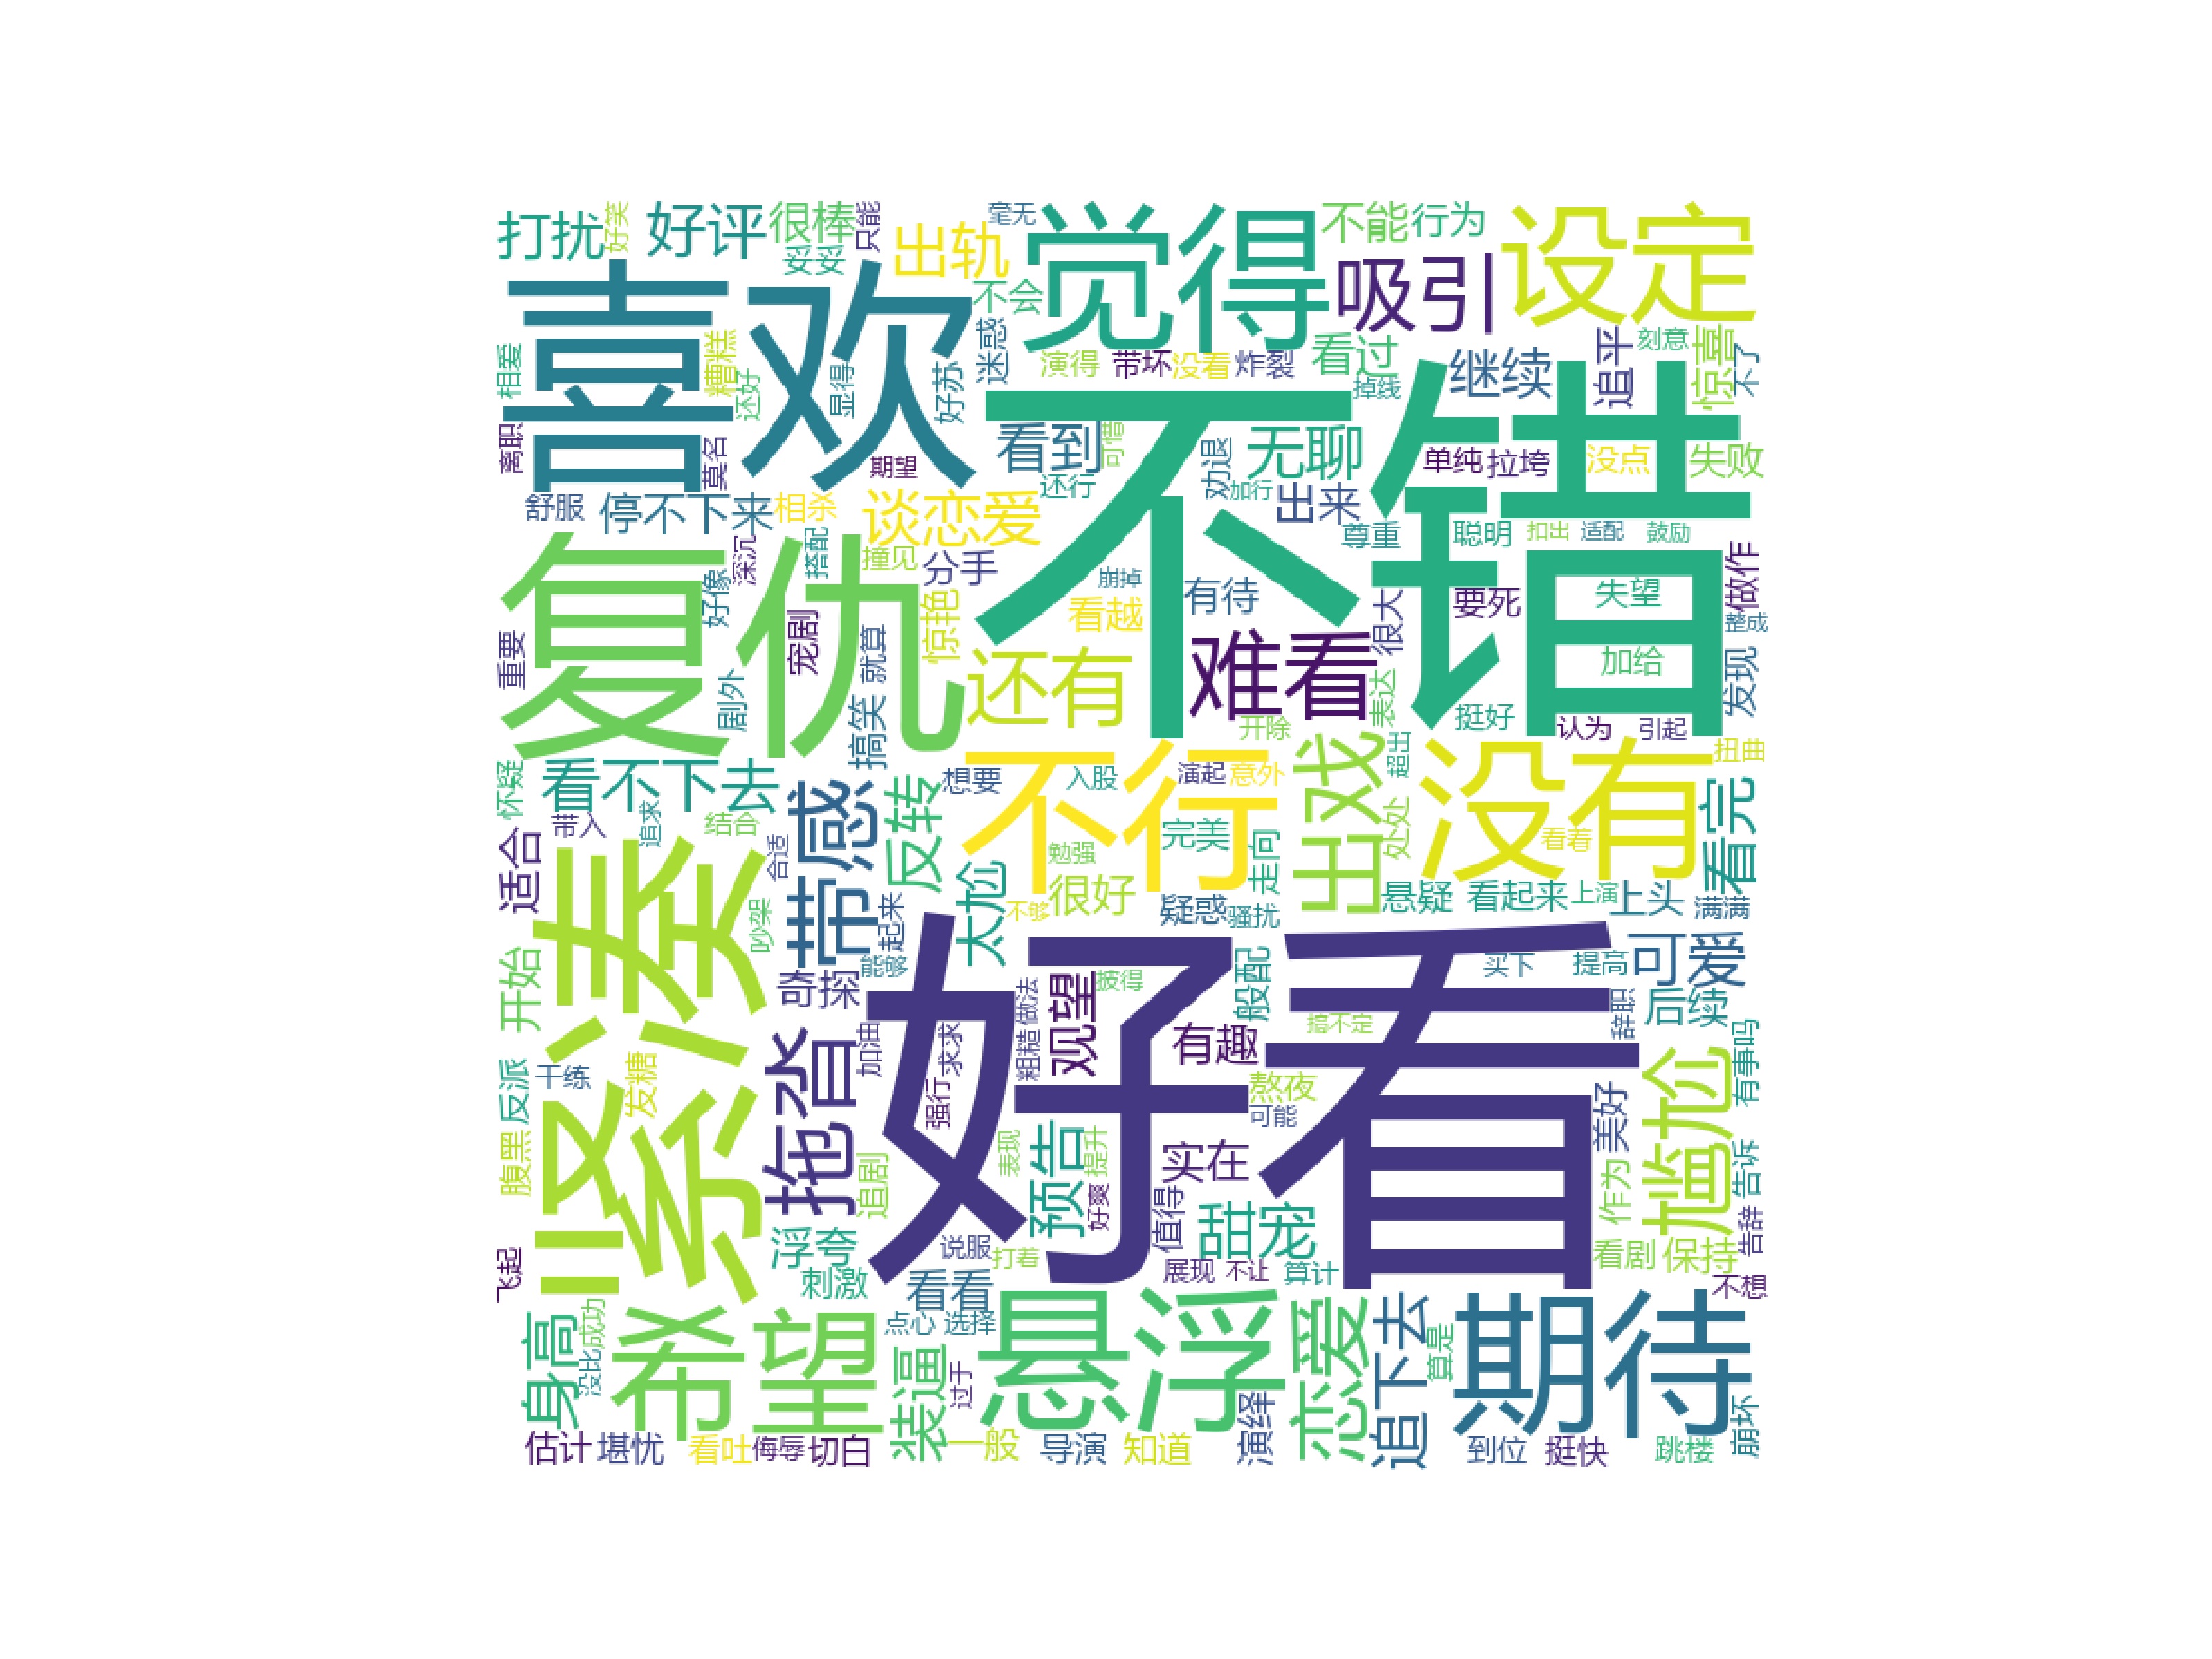 打扰
好笑
好评
很棒
只能
妥妥
出轨
毫无
不会
觉得
不能
行为
吸引
设定
喜欢
相爱
糟糕
还好
显得
好苏
迷惑
演得
带坏
没看
炸裂
看过
掉线
继续
追平
刻意
惊喜
不了
不错
离职
莫名
期望
看到
可惜
还行
劝退
加行
无聊
出来
单纯
拉垮
没点
失败
舒服
停不下来
相杀
谈恋爱
尊重
聪明
扣出
适配
鼓励
复仇
深沉
搭配
好像
撞见
分手
崩掉
有待
看越
惊艳
宠剧
就算
很大
要死
失望
做作
整成
重要
剧外
搞笑
还有
难看
表达
加给
挺好
认为
引起
发现
开除
扭曲
怀疑
看不下去
带入
追求
结合
合适
带感
反转
想要
不行
入股
演起
意外
出戏
超出
处处
没有
看着
看完
完美
勉强
走向
适合
紧凑
吵架
起来
能够
太尬
不够
很好
疑惑
骚扰
悬疑
看起来
上演
上头
满满
开始
奇探
观望
披得
般配
好看
买下
提高
可爱
辞职
后续
反派
干练
发糖
拖沓
加油
强行
求求
粗糙
做法
有趣
搞不定
熬夜
可能
尴尬
有事吗
美好
腹黑
追剧
表现
提升
预告
好爽
实在
值得
作为
告诉
告辞
飞起
浮夸
刺激
说服
打着
甜宠
展现
不让
算计
看剧
保持
不想
身高
成功
没比
希望
看看
点心
选择
装逼
过于
悬浮
恋爱
追下去
算是
期待
崩坏
估计
堪忧
看吐
侮辱
切白
一般
导演
知道
演绎
到位
挺快
跳楼